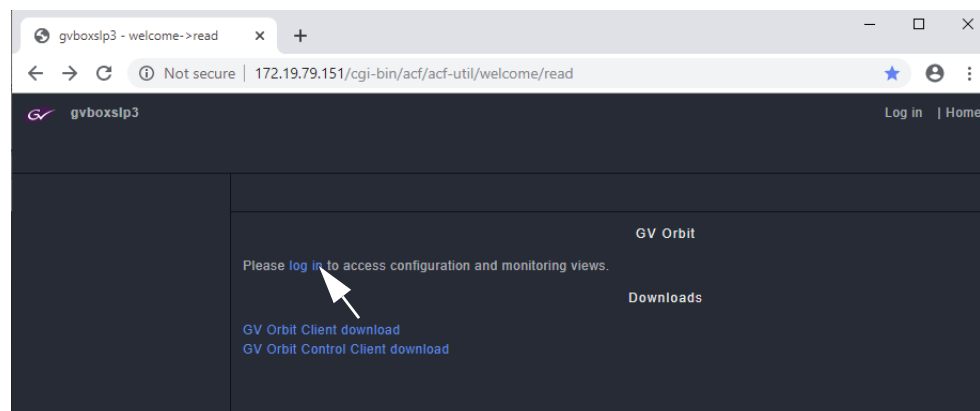 gvboxslp3 - welcome->read
Not secure | 172.19.79.151/cgi-bin/acf/acf-util/welcome/read
GV gvboxslp3 Log in | Home
GV Orbit
Please log in to access configuration and monitoring views.
Downloads
GV Orbit Client download
GV Orbit Control Client download